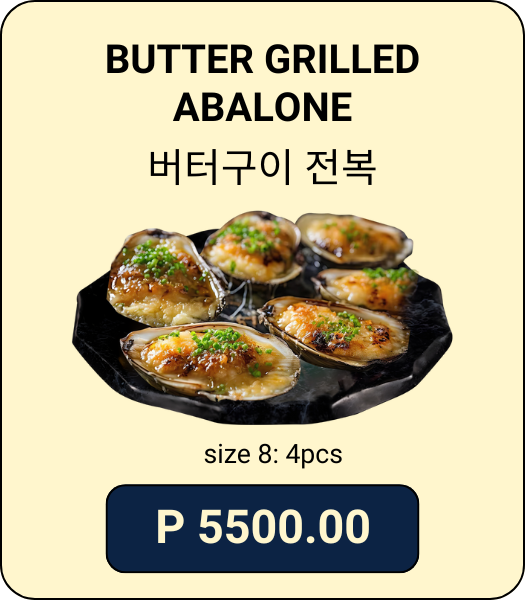 BUTTER GRILLED
ABALONE
버터구이 전복
size 8: 4pcs
P 5500.00